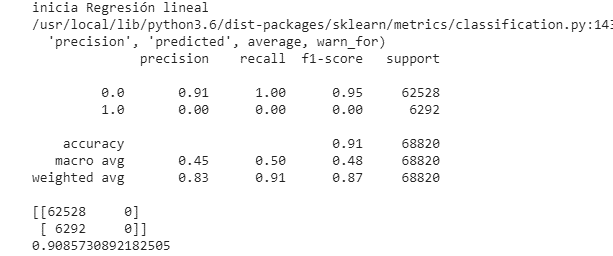 inicia Regresión lineal
/usr/local/lib/python3.6/dist-packages/sklearn/metrics/classification.py:143
'precision', 'predicted', average, warn_for)
precision recall f1-score support
0.0 0.91 1.00 0.95 62528
1.0 0.00 0.00 0.00 6292
accuracy 0.91 68820
macro avg 0.45 0.50 0.48 68820
weighted avg 0.83 0.91 0.87 68820
[[62528 0]
[ 6292 0]]
0.9085730892182505